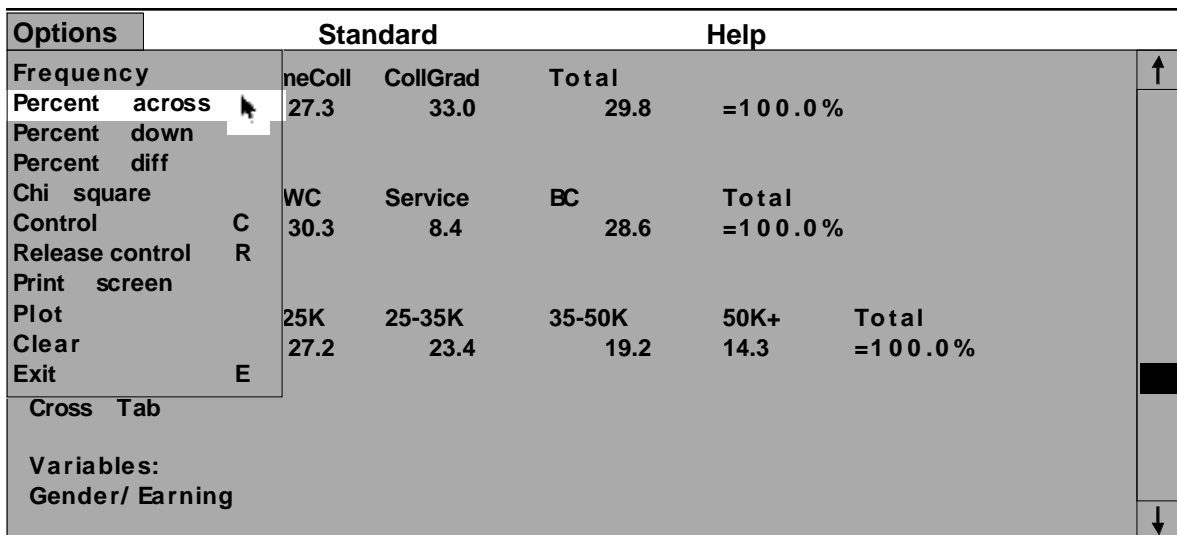 Options Standard Help
Frequency meColl CollGrad Total
Percent across 27.3 33.0 29.8 =100.0%
Percent down
Percent diff
Chi square WC Service BC Total
Control C 30.3 8.4 28.6 =100.0%
Release control R
Print screen
Plot 25K 25-35K 35-50K 50K+ Total
Clear 27.2 23.4 19.2 14.3 =100.0%
Exit E
Cross Tab
Variables:
Gender/ Earning